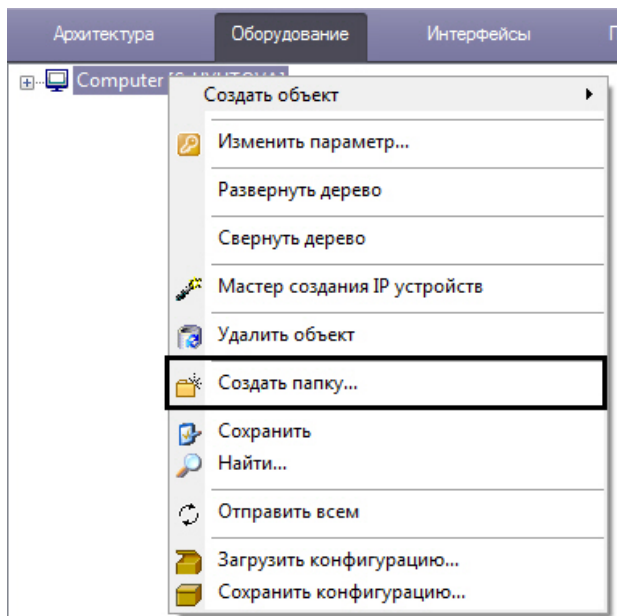 Архитектура Оборудование Интерфейсы
Computer
Создать объект
Изменить параметр...
Развернуть дерево
Свернуть дерево
Мастер создания IP устройств
Удалить объект
Создать папку...
Сохранить
Найти...
Отправить всем
Загрузить конфигурацию...
Сохранить конфигурацию...